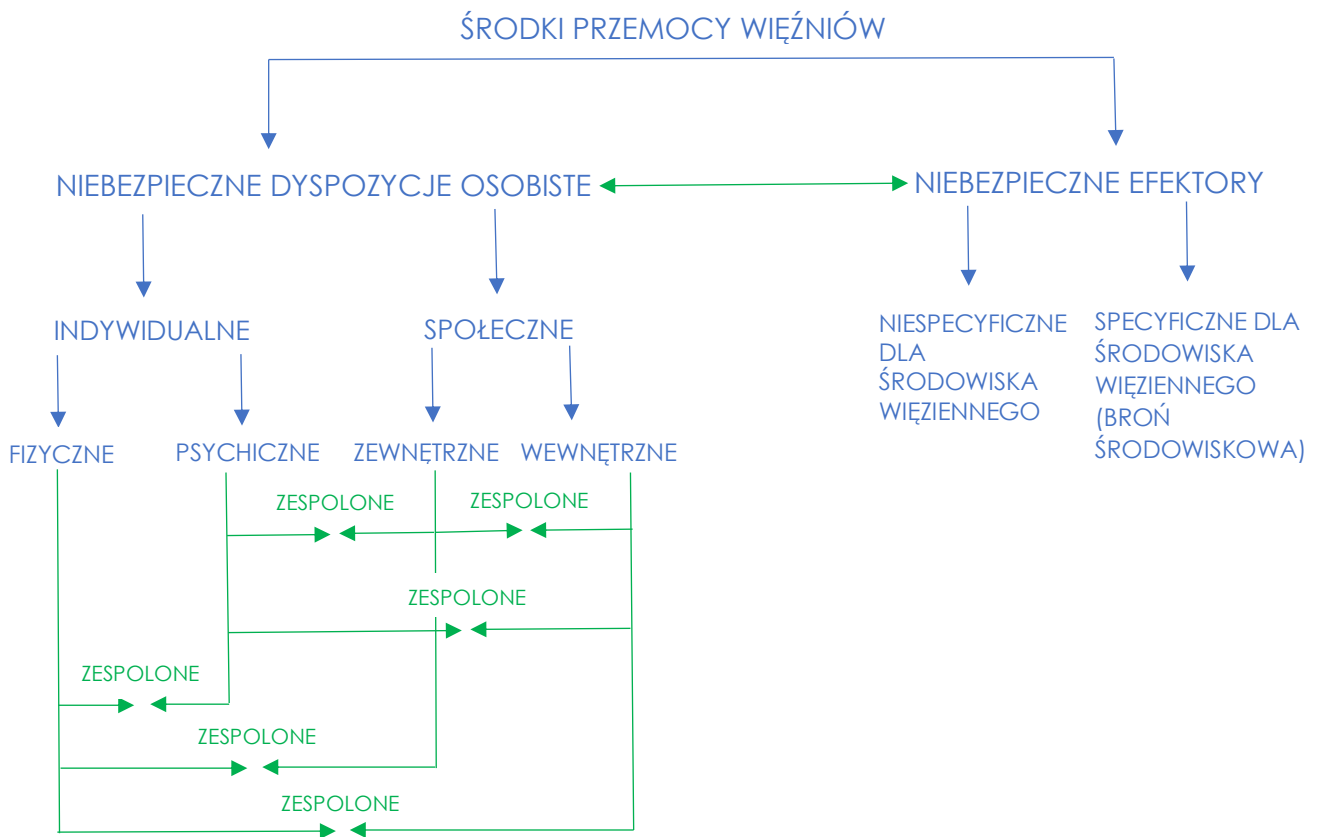 ŚRODKI PRZEMOCY WIĘŹNIÓW
NIEBEZPIECZNE DYSPOZYCJE OSOBISTE
NIEBEZPIECZNE EFEKTORY
INDYWIDUALNE
SPOŁECZNE
NIESPECYFICZNE
DLA
ŚRODOWISKA
WIĘZIENNEGO
SPECYFICZNE DLA
ŚRODOWISKA
WIĘZIENNEGO
(BROŃ
ŚRODOWISKOWA)
FIZYCZNE
PSYCHICZNE
ZEWNĘTRZNE
WEWNĘTRZNE
ZESPOLONE
ZESPOLONE
ZESPOLONE
ZESPOLONE
ZESPOLONE
ZESPOLONE